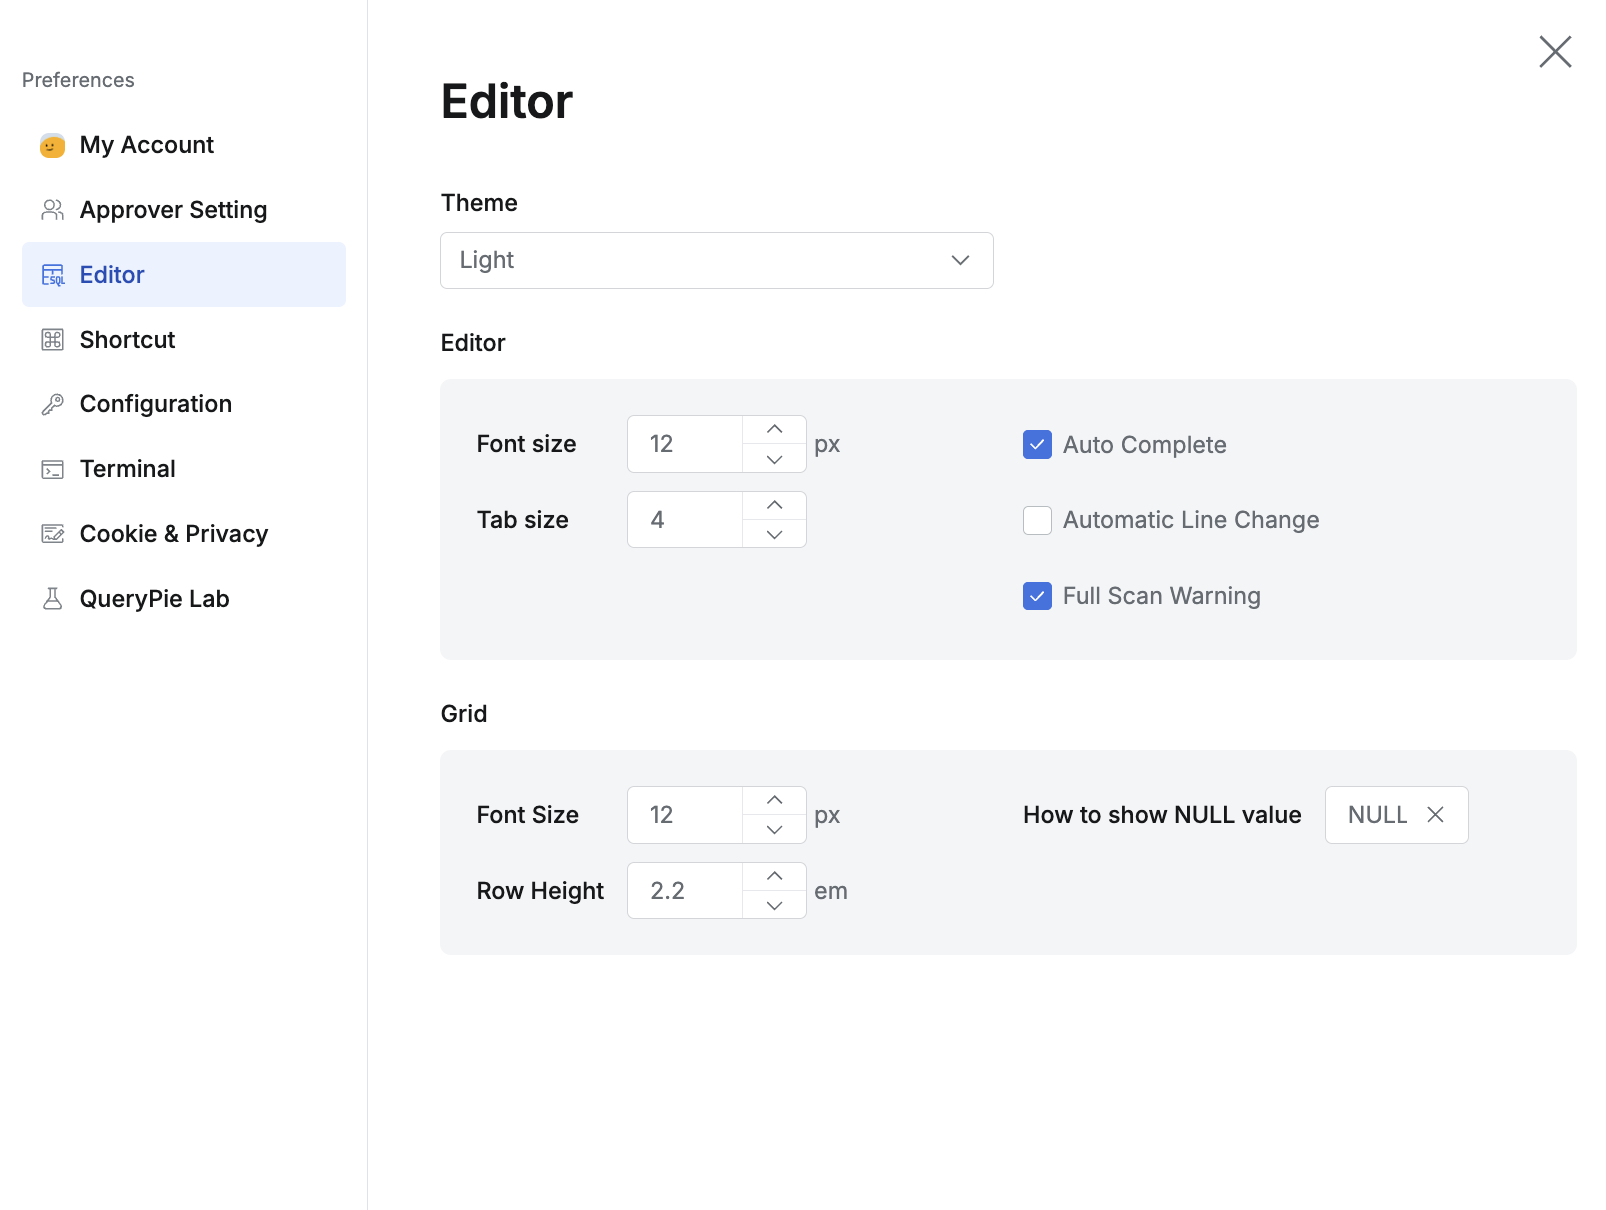 Preferences
My Account
Approver Setting
Editor
Shortcut
Configuration
Terminal
Cookie & Privacy
QueryPie Lab
Editor
Theme
Light
Editor
Font size 12 px
Auto Complete
Tab size 4
Automatic Line Change
Full Scan Warning
Grid
Font Size 12 px
How to show NULL value NULL
Row Height 2.2 em